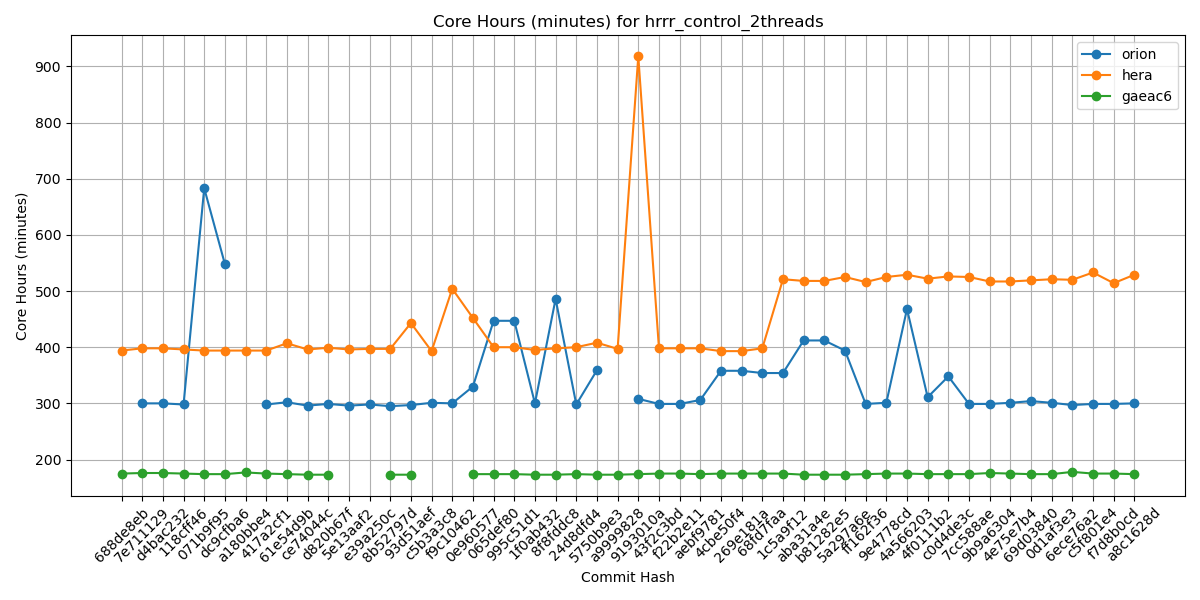 Core Hours (minutes) for hrrr_control_2threads
orion
hera
gaeac6
Core Hours (minutes)
900
800
700
600
500
400
300
200
688de8eb
7e711129
d4bac232
118cff46
071b9f95
dc9cfba6
a180bbe4
417a2cf1
61e54d9b
ce74044c
d820b67f
5e13aaf2
e39a250c
8b52797d
93d51aef
c5b3a3c8
f9c10462
0e960577
065def80
995c51d1
1f0ab432
8f8fdfdc8
24d8dfd4
5750b9e3
a9999828
9193010a
43f253bd
f22b2e11
aebf9781
4cbe50f4
269e181a
68fd7faa
1c5a9f12
aba31a4e
b81282e5
5a297a6e
ff162f36
9e4778cd
4a566203
4f011b2
c0d4de3c
7cc588ae
9b9a6304
4e75e7b4
69d03840
0d1af3e3
6ece76a2
c5f801e4
f7d8b0cd
a8c1628d
Commit Hash